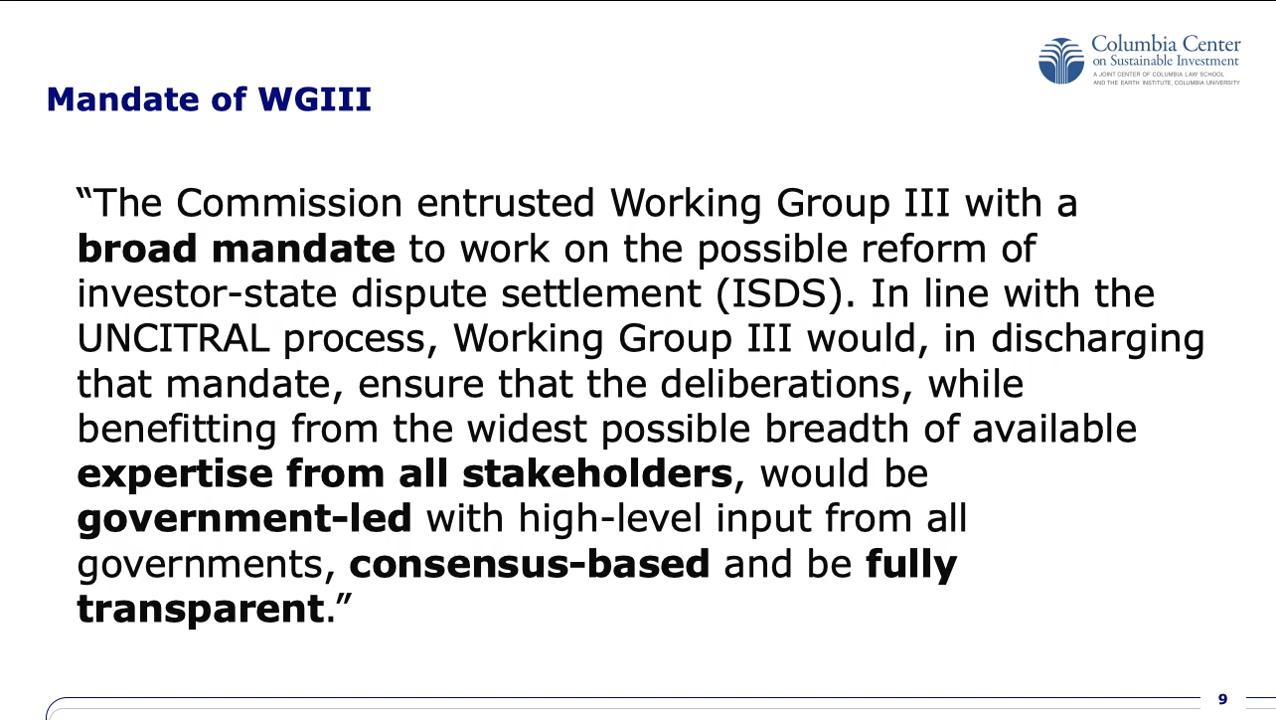 Columbia Center
on Sustainable Investment
A JOINT CENTER OF COLUMBIA LAW SCHOOL
AND THE EARTH INSTITUTE, COLUMBIA UNIVERSITY
Mandate of WGIII
“The Commission entrusted Working Group III with a
broad mandate to work on the possible reform of
investor-state dispute settlement (ISDS). In line with the
UNCITRAL process, Working Group III would, in discharging
that mandate, ensure that the deliberations, while
benefitting from the widest possible breadth of available
expertise from all stakeholders, would be
government-led with high-level input from all
governments, consensus-based and be fully
transparent.”
9